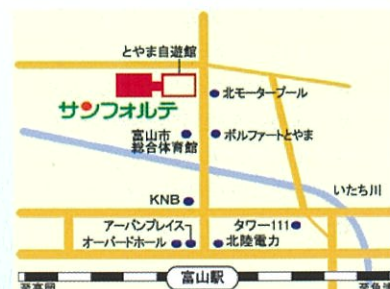 とやま自遊館
北モータープール
サンフォルテ
富山市
総合体育館
ボルファートとやま
いたち川
KNB
アーバンプレイス
タワー111
オーバードホール
北陸電力
富山駅
至高岡